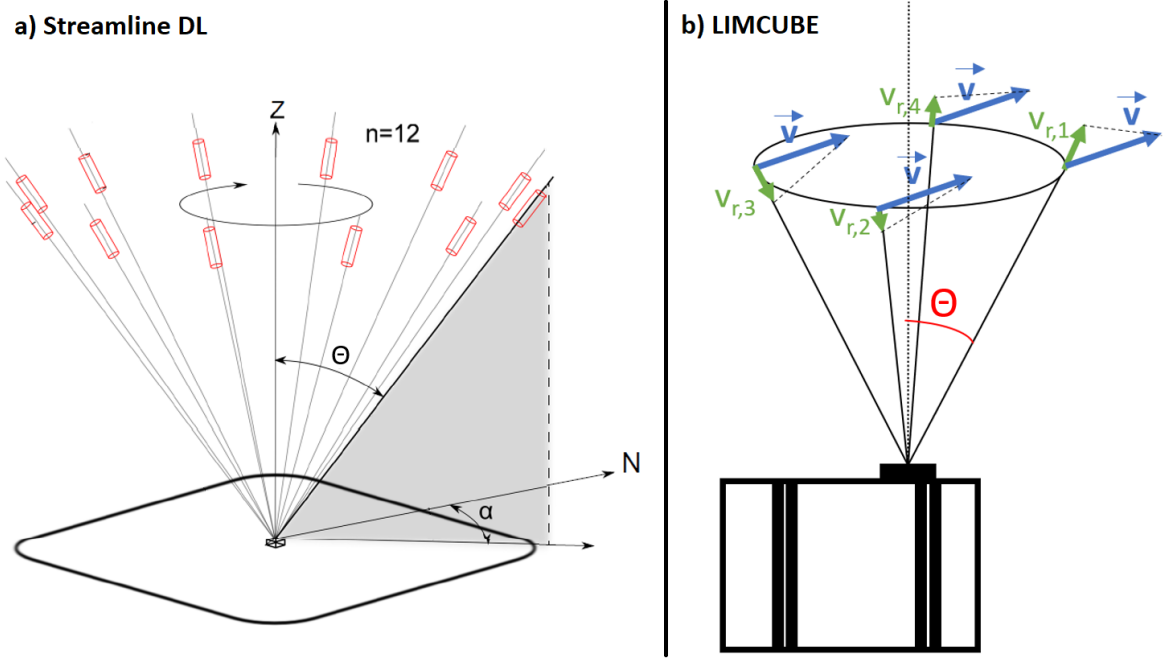 a) Streamline DL
Z
n=12
Θ
N
α
b) LIMCUBE
v
v
v
v
vr,4
vr,1
vr,3
vr,2
Θ